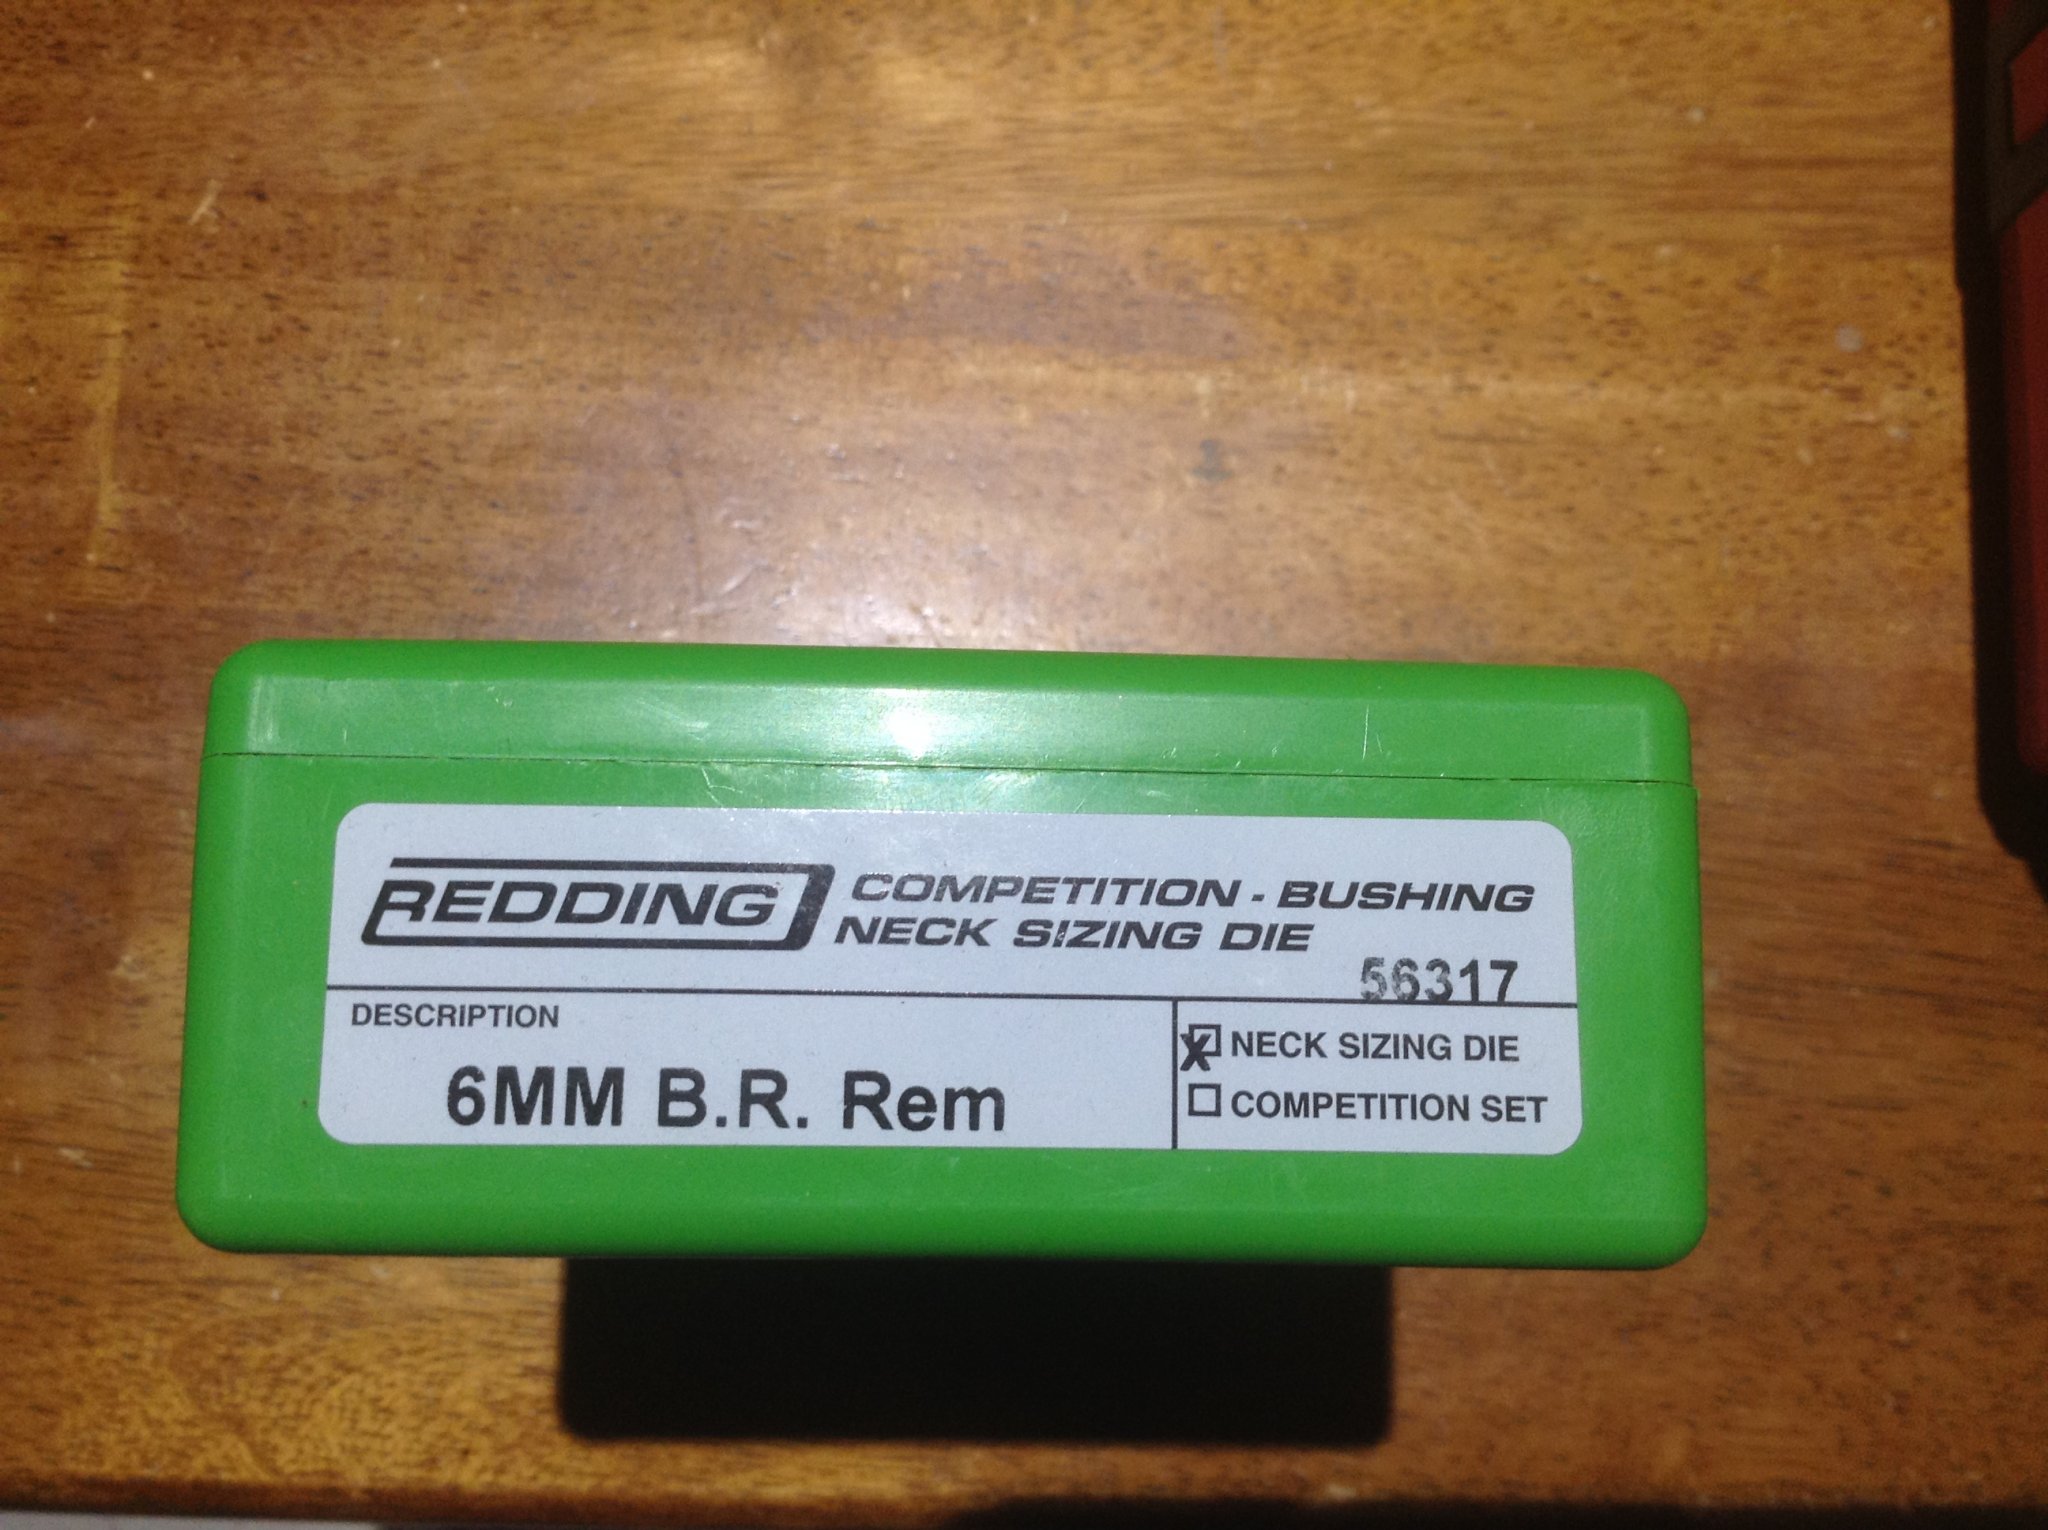 REDDING COMPETITION - BUSHING
NECK SIZING DIE
56317
DESCRIPTION
6MM B.R. Rem
X NECK SIZING DIE
COMPETITION SET